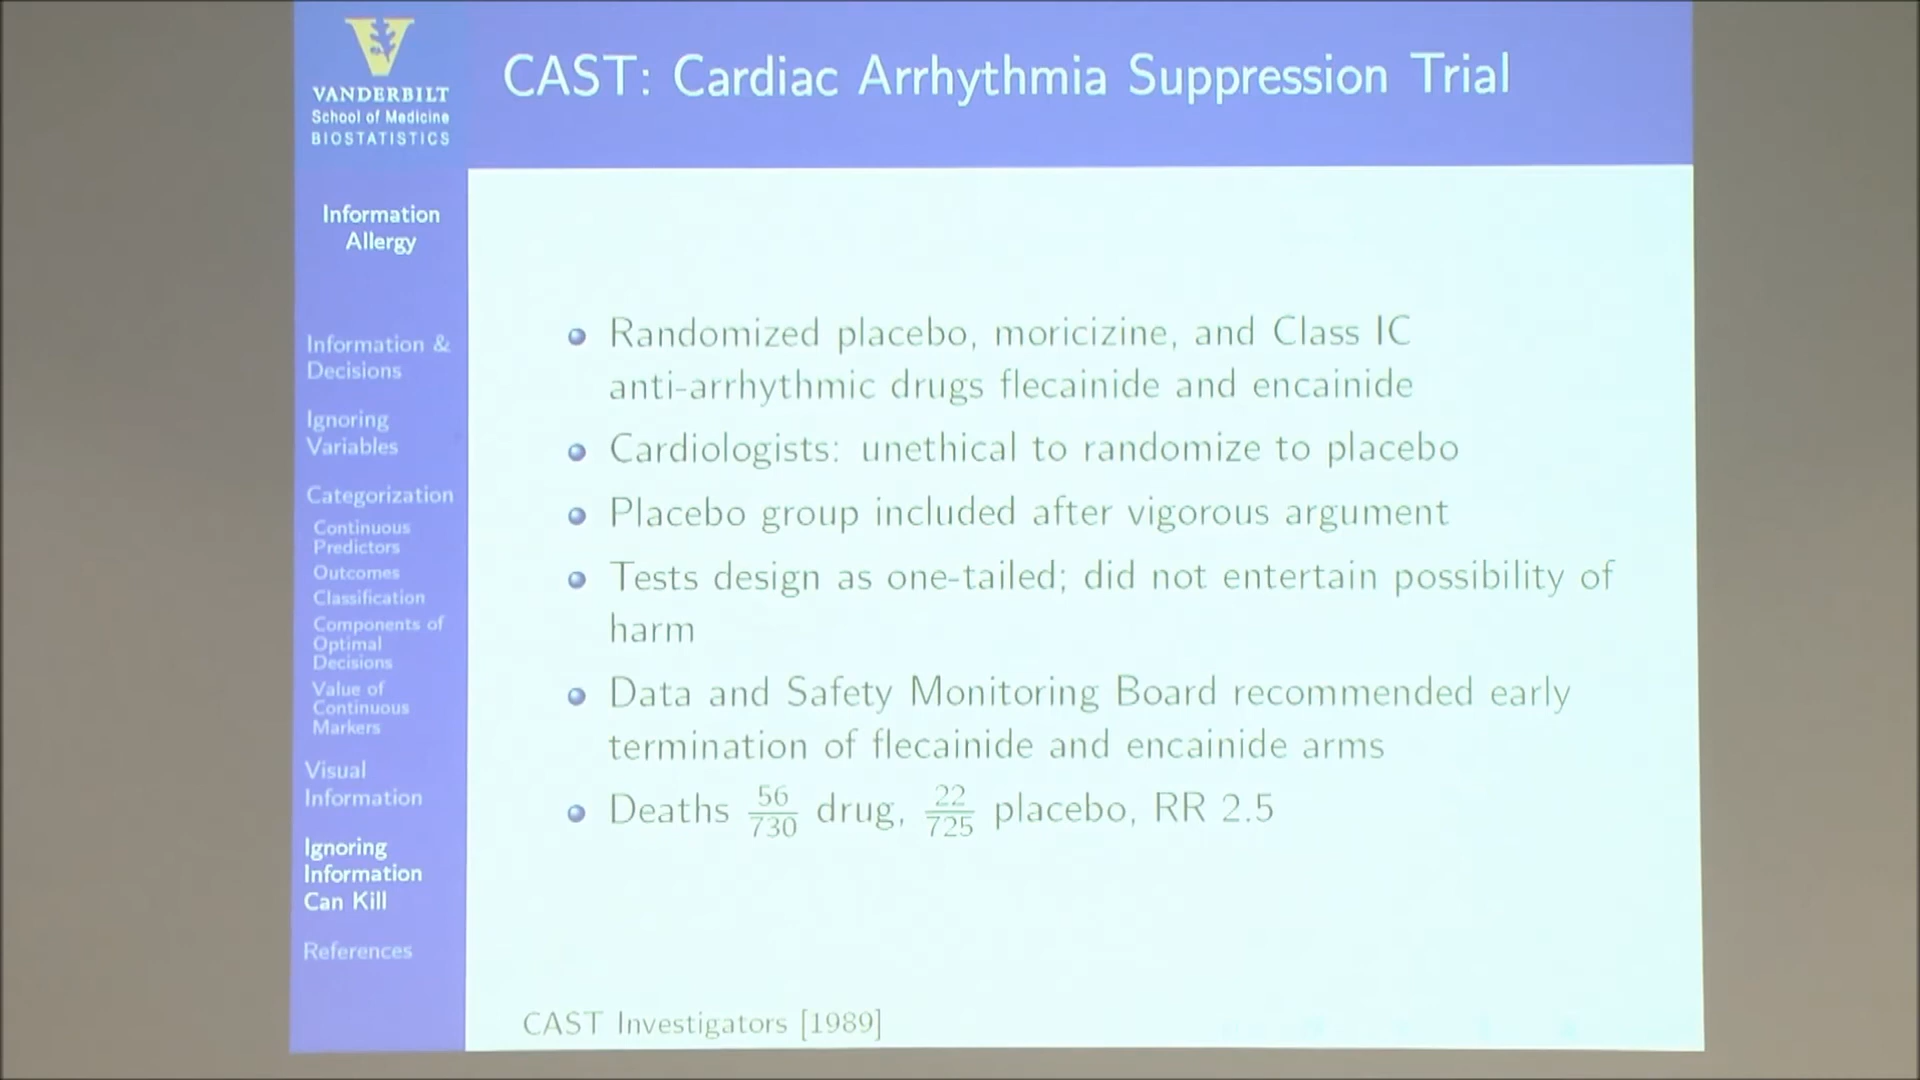 VANDERBILT
School of Medicine
BIOSTATISTICS
CAST: Cardiac Arrhythmia Suppression Trial
Information
Allergy
Information &
Decisions
Ignoring
Variables
Categorization
Continuous
Predictors
Outcomes
Classification
Components of
Optimal
Decisions
Value of
Continuous
Markers
Visual
Information
Ignoring
Information
Can Kill
References
Randomized placebo, moricizine, and Class IC
anti-arrhythmic drugs flecainide and encainide
Cardiologists: unethical to randomize to placebo
Placebo group included after vigorous argument
Tests design as one-tailed; did not entertain possibility of
harm
Data and Safety Monitoring Board recommended early
termination of flecainide and encainide arms
Deaths 56/730 drug, 22/725 placebo, RR 2.5
CAST Investigators [1989]